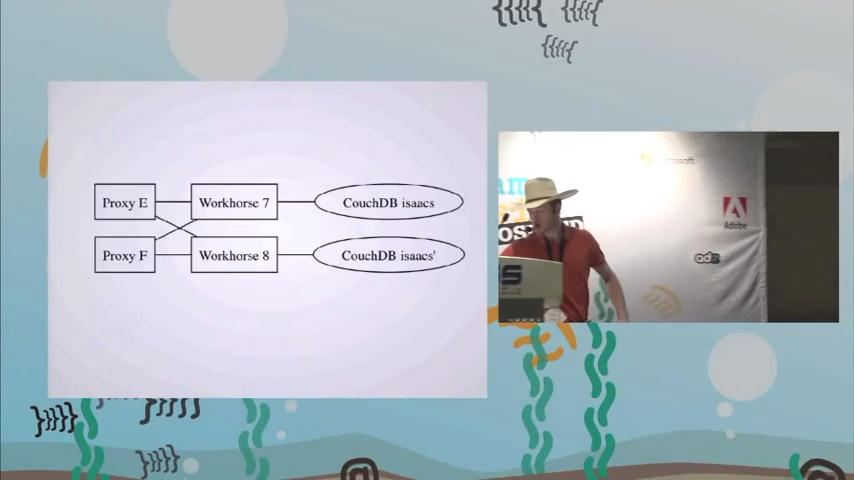 Proxy E
Workhorse 7
CouchDB isaacs
Proxy F
Workhorse 8
CouchDB isaacs'
Adobe